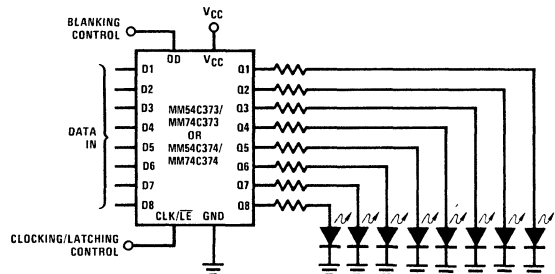 BLANKING
CONTROL
VCC
OD VCC
D1 Q1
D2 Q2
D3 Q3
D4 Q4
D5 Q5
D6 Q6
D7 Q7
D8 Q8
DATA
IN
MM54C373/
MM74C373
OR
MM54C374/
MM74C374
CLK/LE GND
CLOCKING/LATCHING
CONTROL